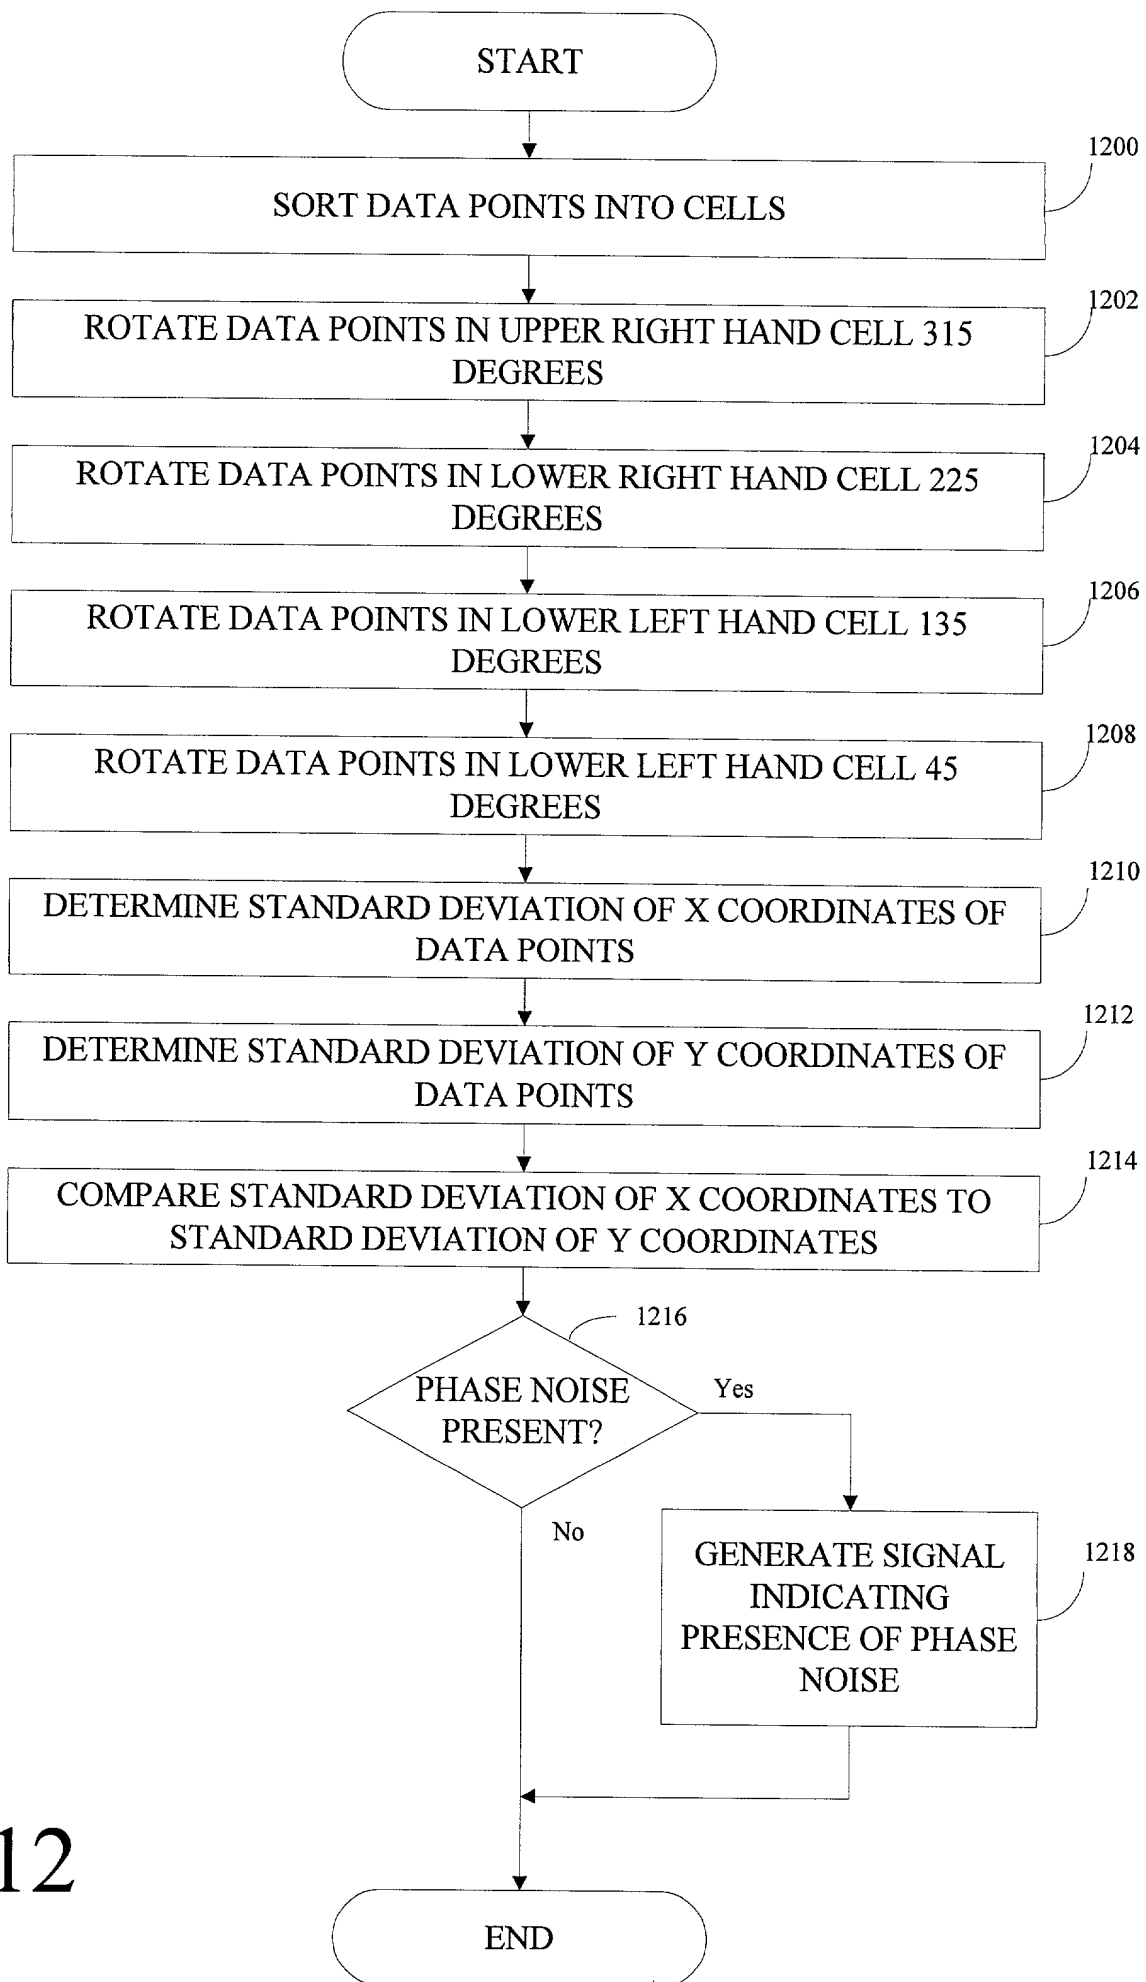 START
1200
SORT DATA POINTS INTO CELLS
1202
ROTATE DATA POINTS IN UPPER RIGHT HAND CELL 315
DEGREES
1204
ROTATE DATA POINTS IN LOWER RIGHT HAND CELL 225
DEGREES
1206
ROTATE DATA POINTS IN LOWER LEFT HAND CELL 135
DEGREES
1208
ROTATE DATA POINTS IN LOWER LEFT HAND CELL 45
DEGREES
1210
DETERMINE STANDARD DEVIATION OF X COORDINATES OF
DATA POINTS
1212
DETERMINE STANDARD DEVIATION OF Y COORDINATES OF
DATA POINTS
1214
COMPARE STANDARD DEVIATION OF X COORDINATES TO
STANDARD DEVIATION OF Y COORDINATES
1216
PHASE NOISE
PRESENT?
Yes
No
GENERATE SIGNAL
INDICATING
PRESENCE OF PHASE
NOISE
1218
12
END